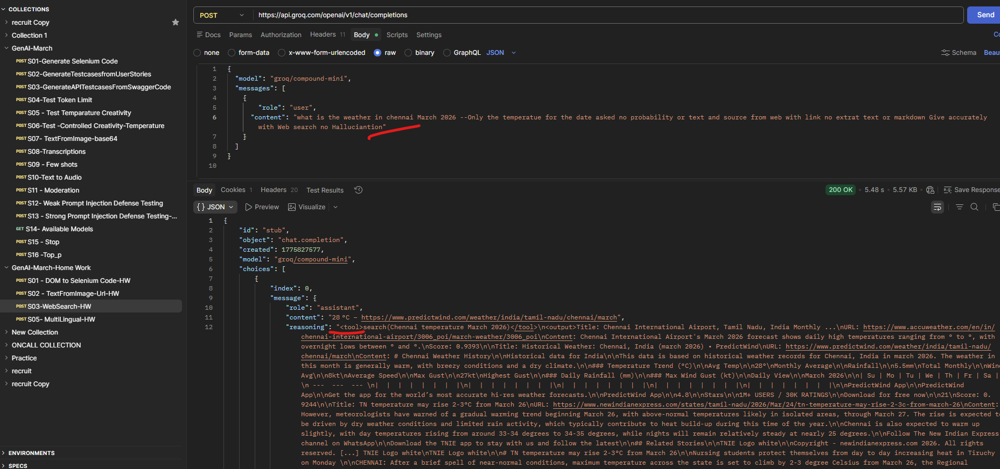 COLLECTIONS
recruit Copy
Collection 1
GenAI-March
POST S01-Generate Selenium Code
POST S02-GenerateTestcasesfromUserStories
POST S03-GenerateAPITestcasesFromSwaggerCode
POST S04-Test Token Limit
POST S05 - Test Temparature Creativity
POST S06-Test -Controlled Creativity-Temperature
POST S07- TextFromImage-base64
POST S08-Transcriptions
POST S09 - Few shots
POST S10-Text to Audio
POST S11 - Moderation
POST S12- Weak Prompt Injection Defense Testing
POST S13 - Strong Prompt Injection Defense Testing-...
GET S14- Available Models
POST S15 - Stop
POST S16 -Top_p
GenAI-March-Home Work
POST S01 - DOM to Selenium Code-HW
POST S02 - TextFromImage-Url-HW
POST S03-WebSearch-HW
POST S05- MultiLingual-HW
New Collection
ONCALL COLLECTION
Practice
recruit
recruit Copy
ENVIRONMENTS
SPECS
POST https://api.groq.com/openai/v1/chat/completions Send
Docs Params Authorization Headers 11 Body Scripts Settings Co
none form-data x-www-form-urlencoded raw binary GraphQL JSON Schema Beau
1 {
2 "model": "groq/compound-mini",
3 "messages": [
4 {
5 "role": "user",
6 "content": "what is the weather in chennai March 2026 --Only the temperatue for the date asked no probability or text and source from web with link no extrat text or markdown Give accurately
with Web search no Halluciantion"
7 }
8 ]
9 }
10
Body Cookies 1 Headers 20 Test Results 200 OK • 5.48 s • 5.57 KB • e.g. Save Response
{} JSON Preview Visualize
1 {
2 "id": "stub",
3 "object": "chat.completion",
4 "created": 1775827577,
5 "model": "groq/compound-mini",
6 "choices": [
7 {
8 "index": 0,
9 "message": {
10 "role": "assistant",
11 "content": "28 °C – https://www.predictwind.com/weather/india/tamil-nadu/chennai/march",
12 "reasoning": "<tool>search(Chennai temperature March 2026)</tool>\n<output>Title: Chennai International Airport, Tamil Nadu, India Monthly ...\nURL: https://www.accuweather.com/en/in/
chennai-international-airport/3006_poi/march-weather/3006_poi\nContent: Chennai International Airport's March 2026 forecast shows daily high temperatures ranging from ° to °, with
overnight lows between ° and °.\nScore: 0.9393\n\nTitle: Historical Weather: Chennai, India (march 2026) • PredictWind\nURL: https://www.predictwind.com/weather/india/tamil-nadu/
chennai/march\nContent: # Chennai Weather History\n\nHistorical data for India\n\nThis data is based on historical weather records for Chennai, India in march 2026. The weather in
this month is generally warm, with breezy conditions and a dry climate.\n\n### Temperature Trend (°C)\n\nAvg Temp\n\n28°\nMonthly Average\n\nRainfall\n\n5.5mm\nTotal Monthly\n\nWind
Avg\n\n8kt\nAverage Speed\n\nMax Gust\n\n27kt\nHighest Gust\n\n### Daily Rainfall (mm)\n\n### Max Wind Gust (kt)\n\nDaily View\n\nMarch 2026\n\n| Su | Mo | Tu | We | Th | Fr | Sa |
\n --- --- --- \n| | | | | | | |\n| | | | | | | |\n| | | | | | | |\n| | | | | | | |\n| | | | | | | |\n\nPredictWind App\n\nPredictWind
App\n\nGet the app for the world’s most accurate hi-res weather forecasts.\n\nPredictWind App\n\n4.8\n\nStars\n\n1M+ USERS / 30K RATINGS\n\nDownload for free now\n\n21\nScore: 0.
9244\n\nTitle: TN temperature may rise 2-3°C from March 26\nURL: https://www.newindianexpress.com/states/tamil-nadu/2026/Mar/24/tn-temperature-may-rise-2-3c-from-march-26\nContent:
However, meteorologists have warned of a gradual warming trend beginning March 26, with above-normal temperatures likely in isolated areas, through March 27. The rise is expected to
be driven by dry weather conditions and limited rain activity, which typically contribute to heat build-up during this time of the year.\n\nChennai is also expected to warm up
slightly, with day temperatures rising from around 33-34 degrees to 34-35 degrees, while nights will remain relatively steady at nearly 25 degrees.\n\nFollow The New Indian Express
channel on WhatsApp\n\nDownload the TNIE app to stay with us and follow the latest\n\n## Related Stories\n\nTNIE Logo white\n\nCopyright - newindianexpress.com 2026. All rights
reserved. [...] TNIE Logo white\nTNIE Logo white\n\n# TN temperature may rise 2-3°C from March 26\n\nNursing students protect themselves from day to day increasing heat in Tiruchy
on Monday \n\nCHENNAI: After a brief spell of near-normal conditions, maximum temperature across the state is set to climb by 2-3 degree Celsius from March 26, the Regional